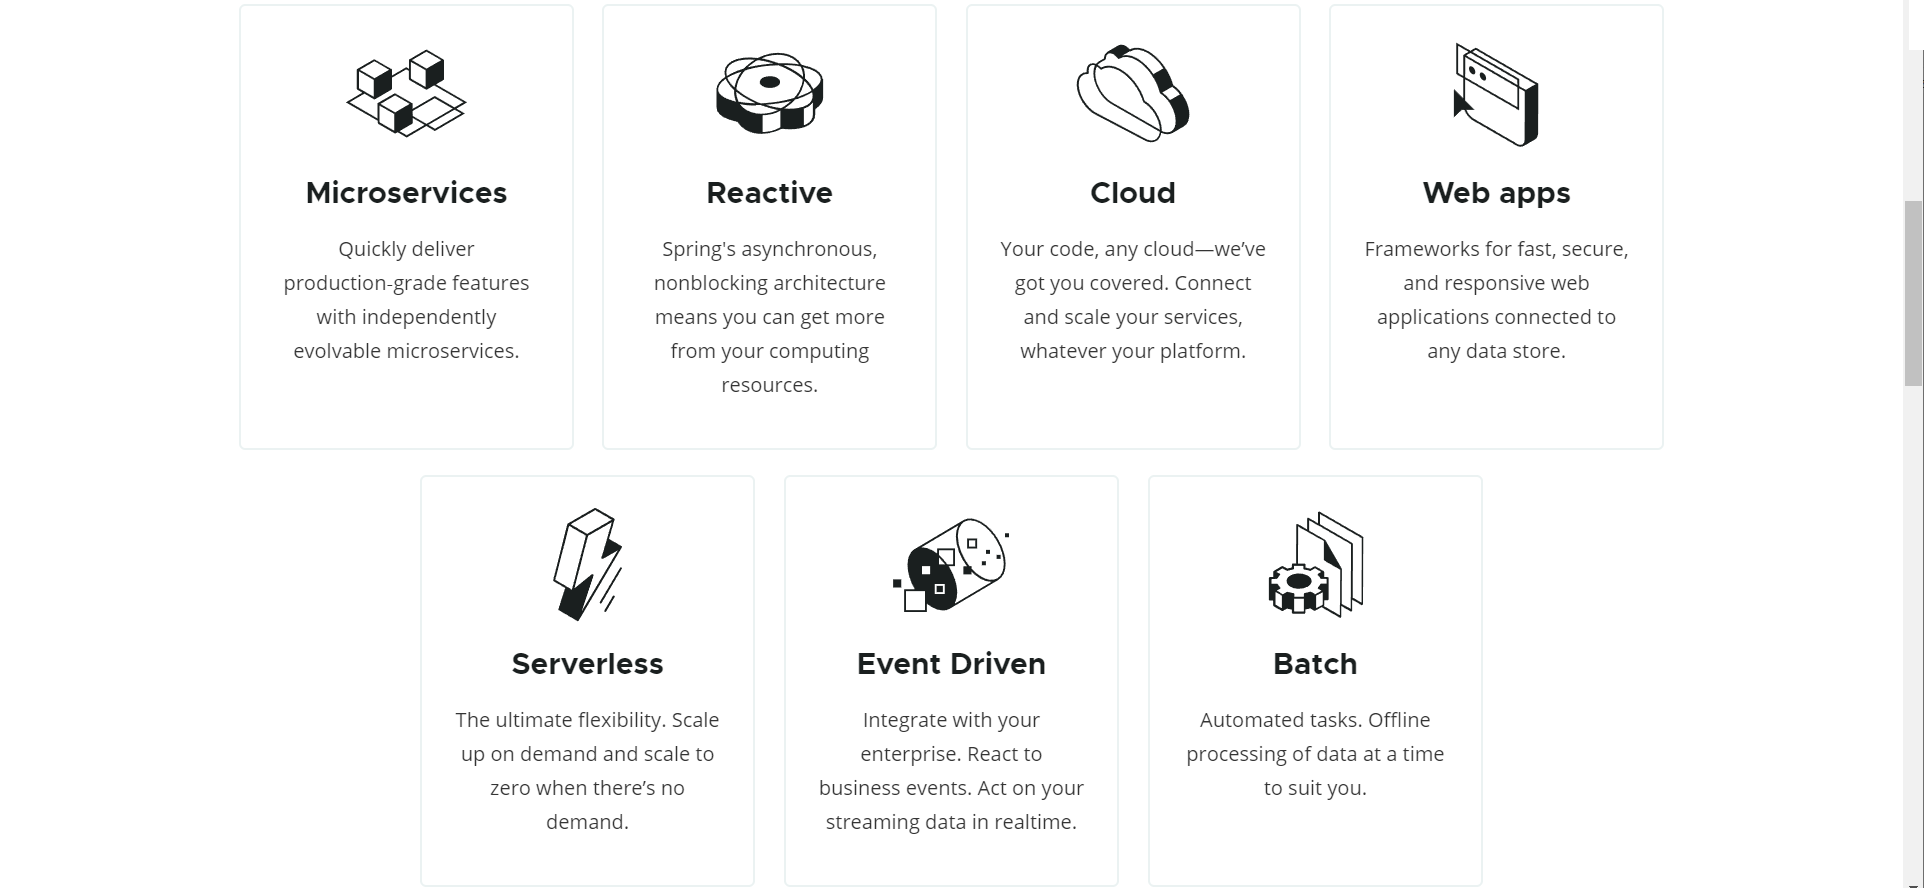 Microservices
Quickly deliver
production-grade features
with independently
evolvable microservices.
Reactive
Spring's asynchronous,
nonblocking architecture
means you can get more
from your computing
resources.
Cloud
Your code, any cloud—we’ve
got you covered. Connect
and scale your services,
whatever your platform.
Web apps
Frameworks for fast, secure,
and responsive web
applications connected to
any data store.
Serverless
The ultimate flexibility. Scale
up on demand and scale to
zero when there’s no
demand.
Event Driven
Integrate with your
enterprise. React to
business events. Act on your
streaming data in realtime.
Batch
Automated tasks. Offline
processing of data at a time
to suit you.